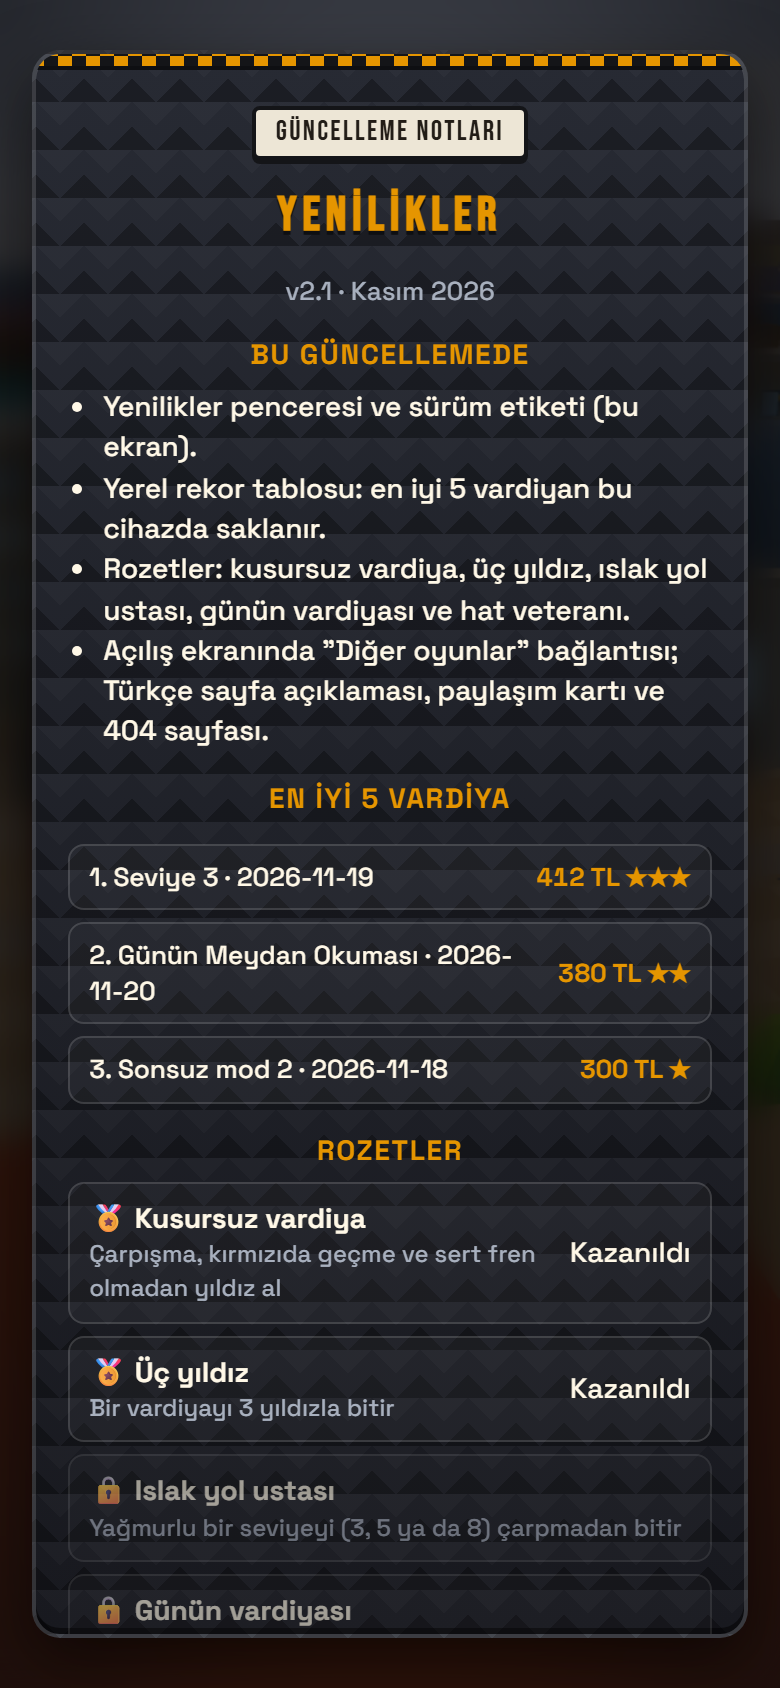 GÜNCELLEME NOTLARI
YENİLİKLER
v2.1 · Kasım 2026
BU GÜNCELLEMEDE
• Yenilikler penceresi ve sürüm etiketi (bu
ekran).
• Yerel rekor tablosu: en iyi 5 vardiyan bu
cihazda saklanır.
• Rozetler: kusursuz vardiya, üç yıldız, ıslak yol
ustası, günün vardiyası ve hat veteranı.
• Açılış ekranında ”Diğer oyunlar” bağlantısı;
Türkçe sayfa açıklaması, paylaşım kartı ve
404 sayfası.
EN İYİ 5 VARDİYA
1. Seviye 3 · 2026-11-19 412 TL ★★★
2. Günün Meydan Okuması · 2026-
11-20 380 TL ★★
3. Sonsuz mod 2 · 2026-11-18 300 TL ★
ROZETLER
🏅 Kusursuz vardiya
Çarpışma, kırmızıda geçme ve sert fren
olmadan yıldız al
Kazanıldı
🏅 Üç yıldız
Bir vardiyayı 3 yıldızla bitir
Kazanıldı
🔒 Islak yol ustası
Yağmurlu bir seviyeyi (3, 5 ya da 8) çarpmadan bitir
🔒 Günün vardiyası